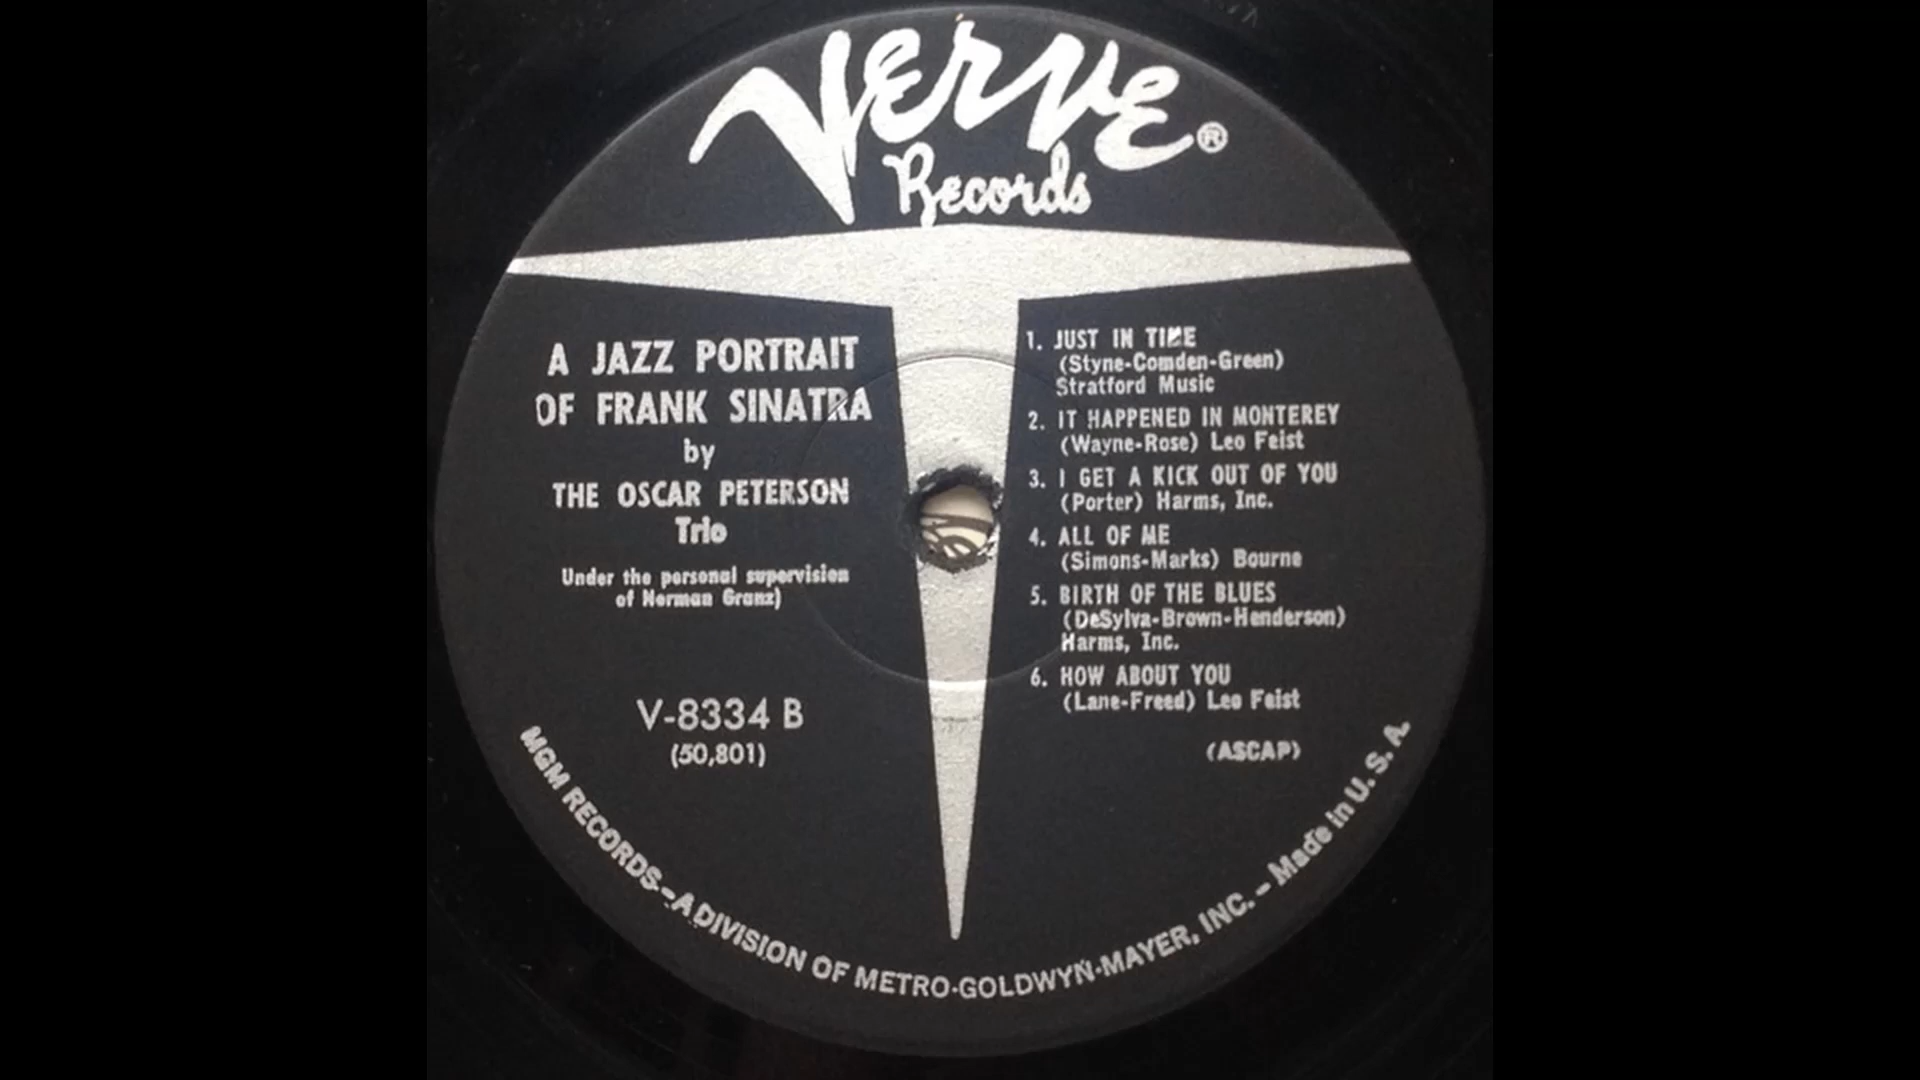 Verve®
Records
A JAZZ PORTRAIT
OF FRANK SINATRA
by
THE OSCAR PETERSON
Trio
Under the personal supervision
of Norman Granz)
V-8334 B
(50,801)
1. JUST IN TIME
(Styne-Comden-Green)
Stratford Music
2. IT HAPPENED IN MONTEREY
(Wayne-Rose) Leo Feist
3. I GET A KICK OUT OF YOU
(Porter) Harms, Inc.
4. ALL OF ME
(Simons-Marks) Bourne
5. BIRTH OF THE BLUES
(DeSylva-Brown-Henderson)
Harms, Inc.
6. HOW ABOUT YOU
(Lane-Freed) Leo Feist
(ASCAP)
MGM RECORDS-A DIVISION OF METRO-GOLDWYN-MAYER, INC. - Made in U. S. A.